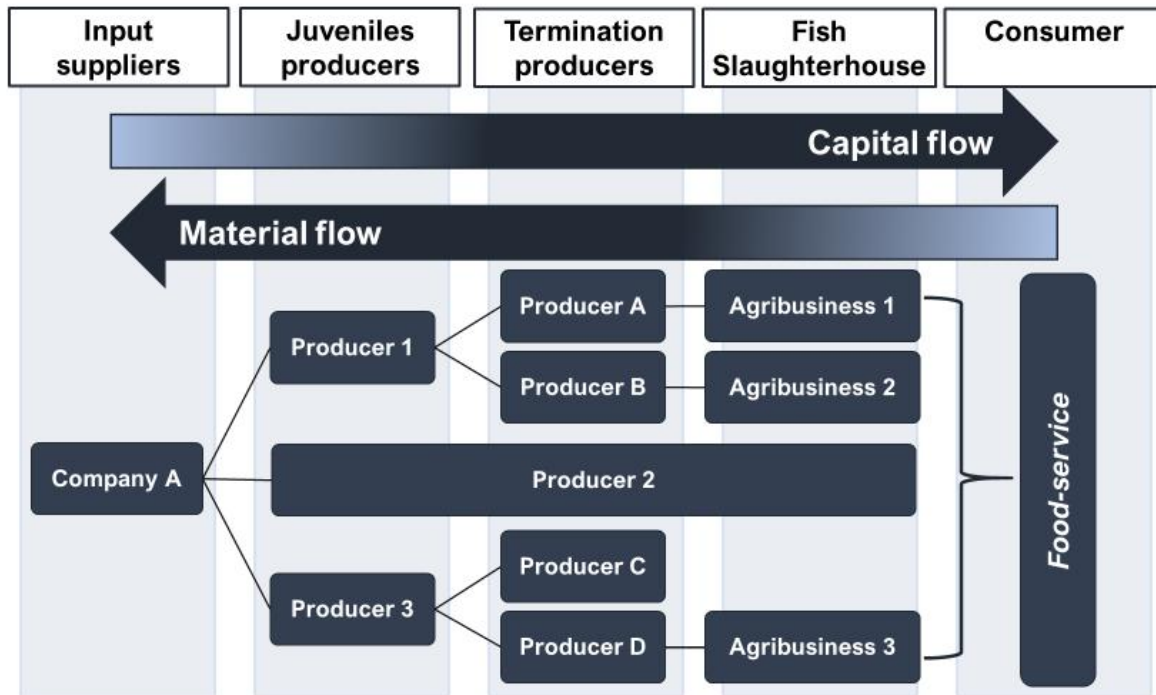 Input
suppliers
Juveniles
producers
Termination
producers
Fish
Slaughterhouse
Consumer
Capital flow
Material flow
Producer A
Agribusiness 1
Producer 1
Producer B
Agribusiness 2
Company A
Producer 2
Food-service
Producer C
Producer 3
Producer D
Agribusiness 3